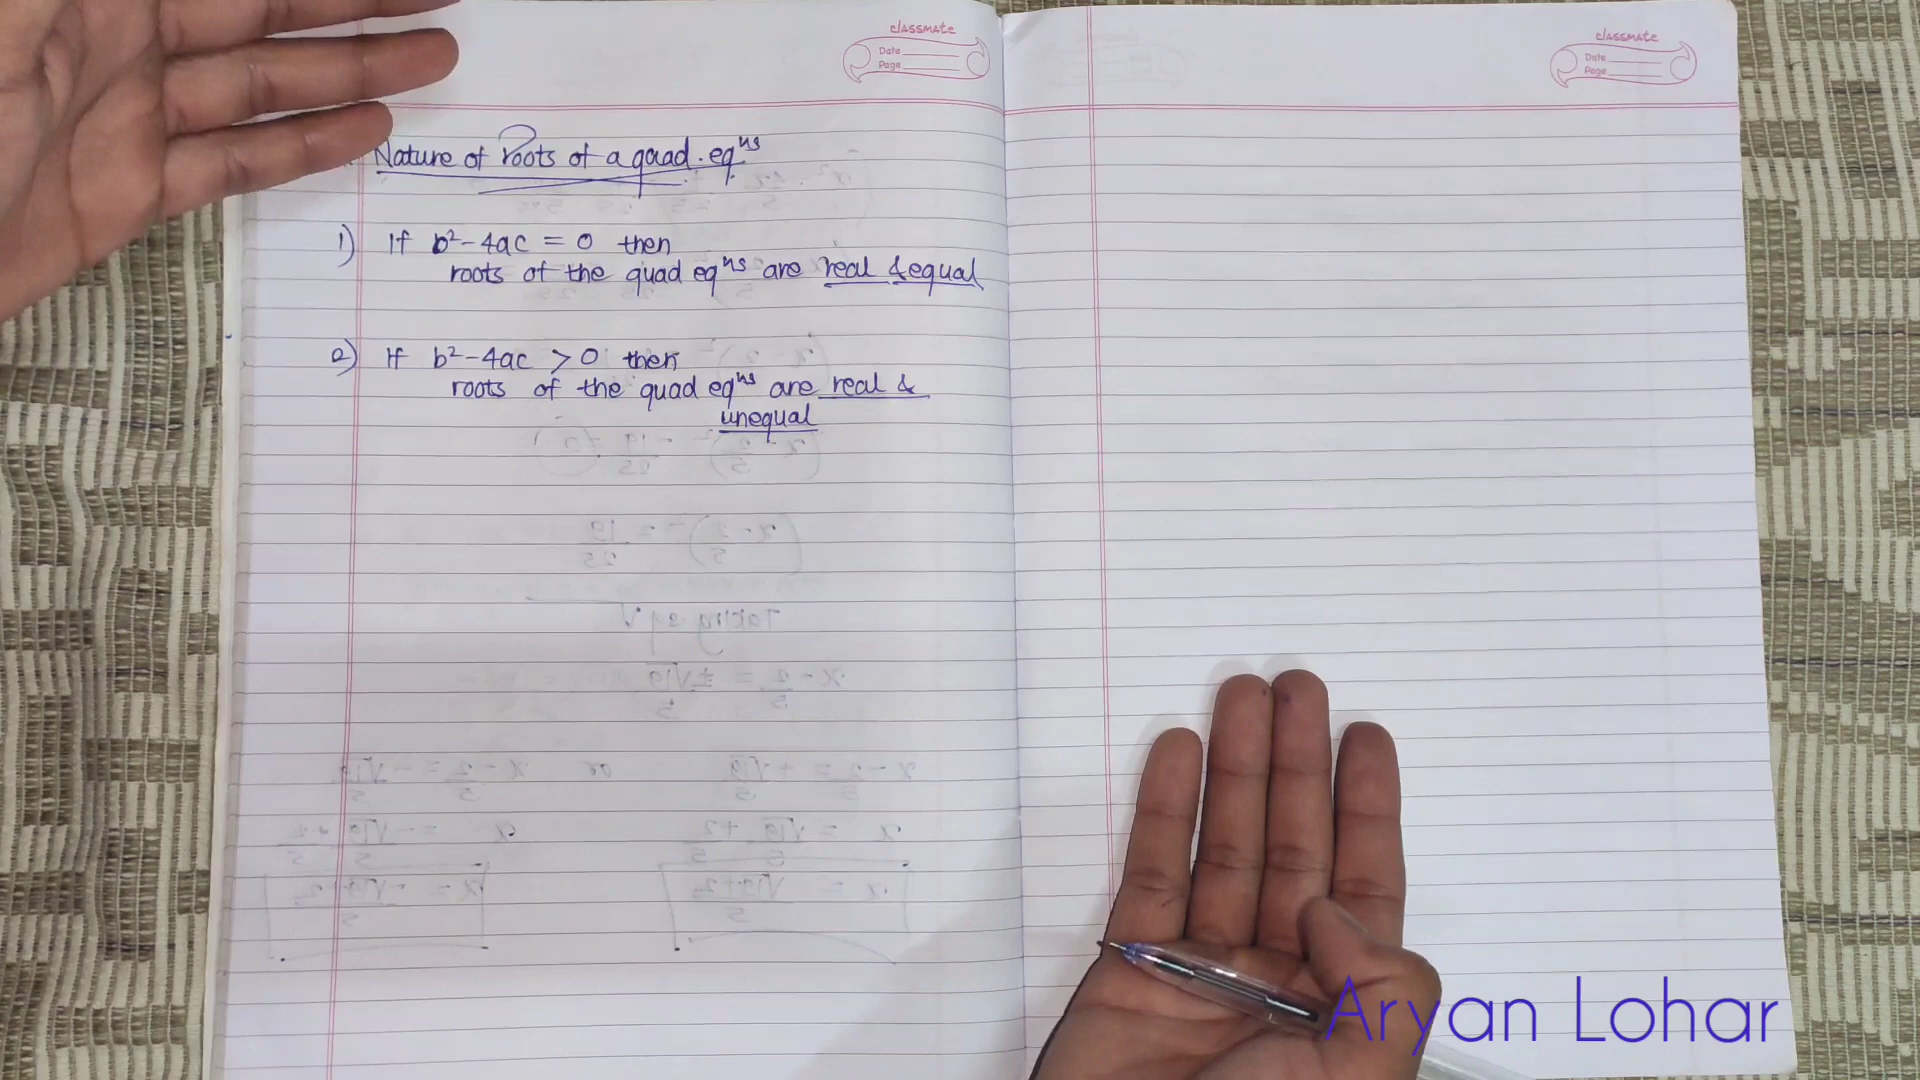 classmate
Date
Page
classmate
Date
Page
Nature of roots of a quad. eqⁿˢ
1) If b²-4ac = 0 then
roots of the quad eqⁿˢ are real & equal
2) If b²-4ac > 0 then
roots of the quad eqⁿˢ are real &
unequal
Aryan Lohar